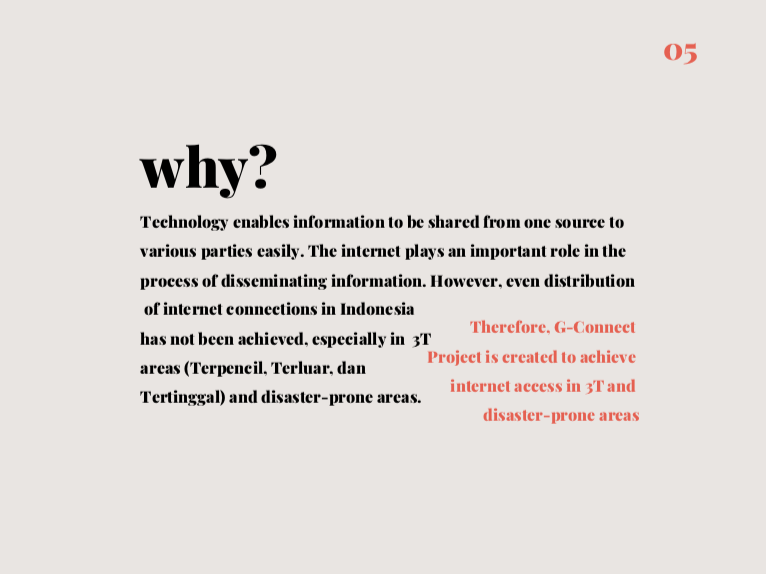 05
why?
Technology enables information to be shared from one source to
various parties easily. The internet plays an important role in the
process of disseminating information. However, even distribution
of internet connections in Indonesia
has not been achieved, especially in 3T
areas (Terpencil, Terluar, dan
Tertinggal) and disaster-prone areas.
Therefore, G-Connect
Project is created to achieve
internet access in 3T and
disaster-prone areas